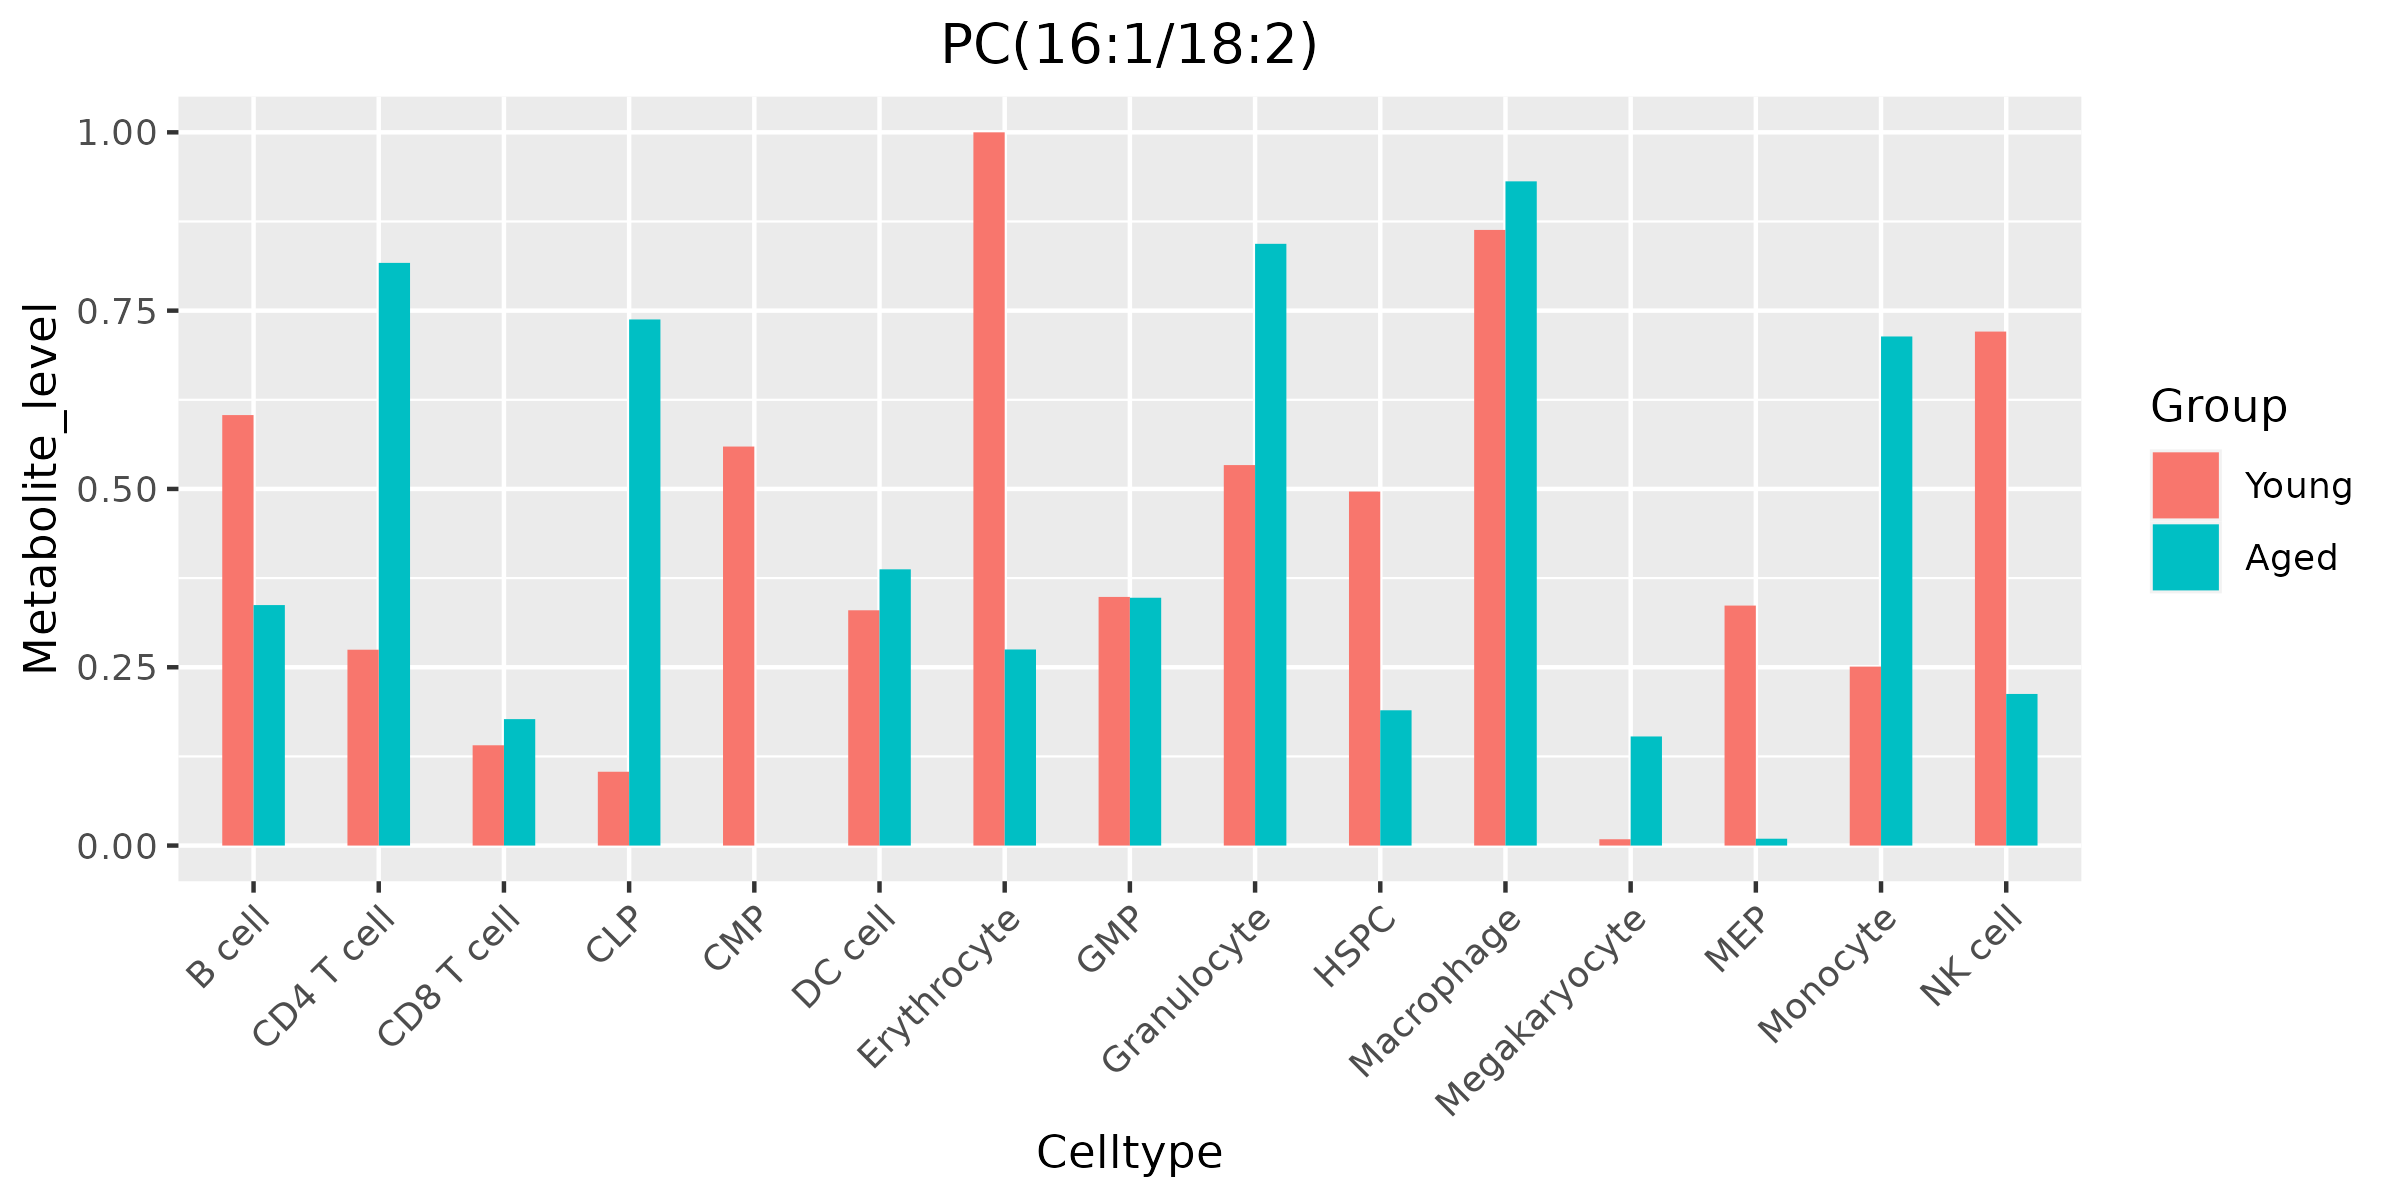 PC(16:1/18:2)
Metabolite_level
1.00
0.75
0.50
0.25
0.00
B cell
CD4 T cell
CD8 T cell
CLP
CMP
DC cell
Erythrocyte
GMP
Granulocyte
HSPC
Macrophage
Megakaryocyte
MEP
Monocyte
NK cell
Celltype
Group
Young
Aged